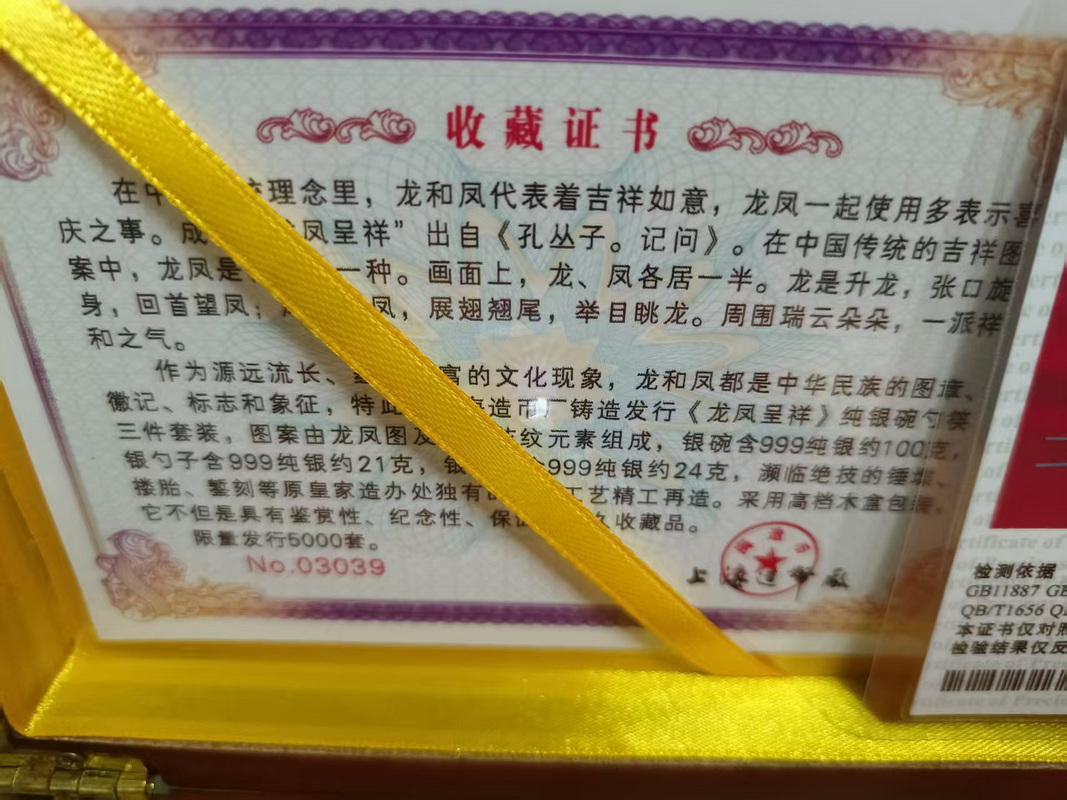 收藏证书
在中 统理念里，龙和凤代表着吉祥如意，龙凤一起使用多表示喜
庆之事。成 凤呈祥”出自《孔丛子。记问》。在中国传统的吉祥图
案中，龙凤是 一种。画面上，龙、凤各居一半。龙是升龙，张口旋
身，回首望凤； 凤，展翅翘尾，举目眺龙。周围瑞云朵朵，一派祥
和之气。
作为源远流长、 富的文化现象，龙和凤都是中华民族的图
徽记、标志和象征，特此 造币厂铸造发行《龙凤呈祥》纯银碗勺筷
三件套装，图案由龙凤图及 纹元素组成，银碗含999纯银约100克，
银勺子含999纯银约21克，银 含999纯银约24克，濒临绝技的锤
搂胎、錾刻等原皇家造办处独有 工艺精工再造。采用高档木盒包装，
它不但是具有鉴赏性、纪念性、保 收藏品。
限量发行5000套。
No.03039
上海造币厂
检测依据
GB11887 GB
QB/T1656
本证书仅对照
检验结果仅反